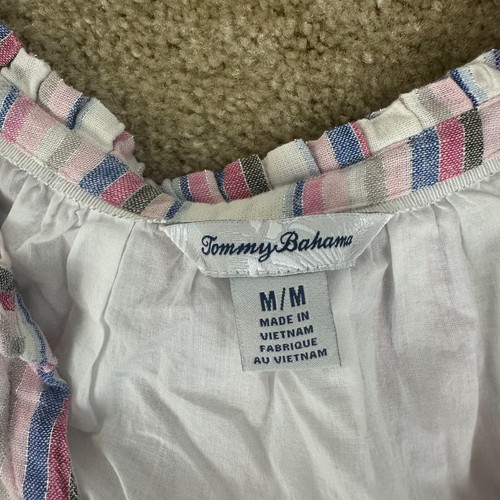 Tommy Bahama
M/M
MADE IN
VIETNAM
FABRIQUE
AU VIETNAM